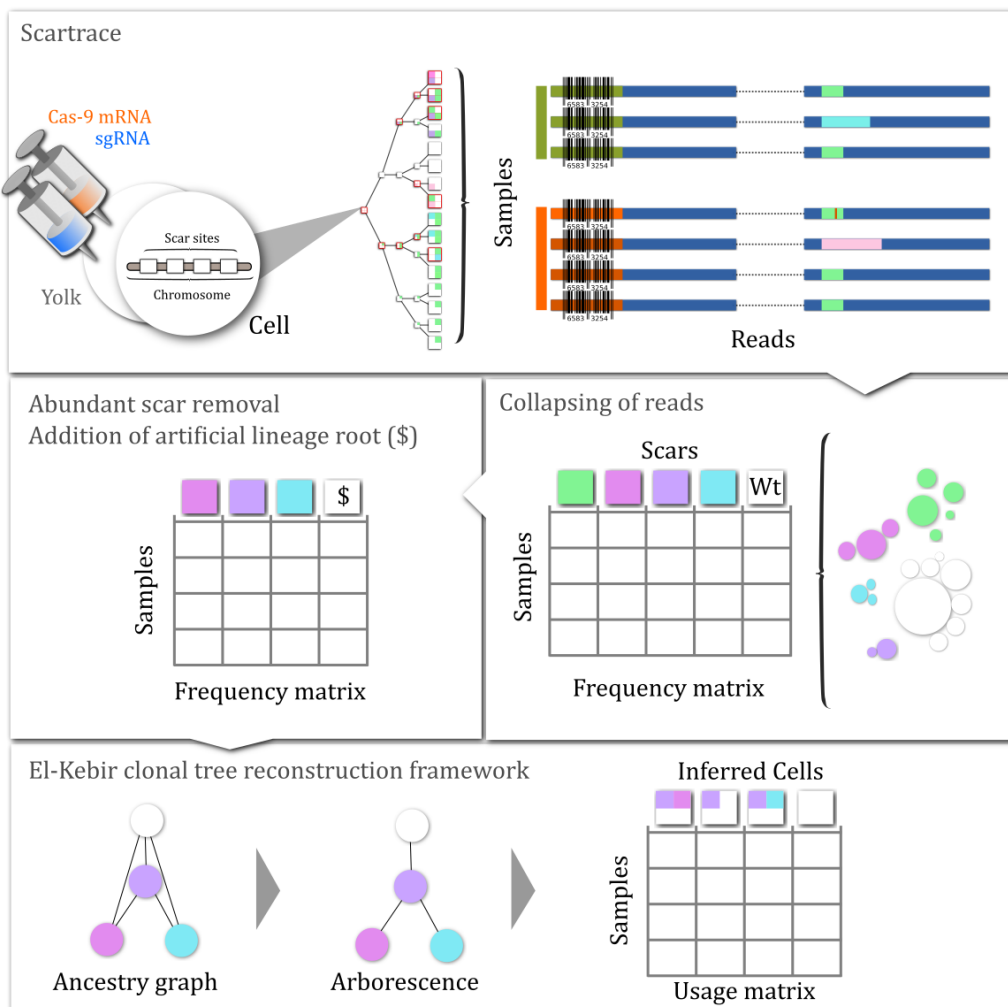 Scartrace
Cas-9 mRNA
sgRNA
Scar sites
Chromosome
Yolk
Cell
Samples
6583 3254
6583 3254
6583 3254
6583 3254
6583 3254
6583 3254
6583 3254
Reads
Abundant scar removal
Addition of artificial lineage root ($)
$
Samples
Frequency matrix
Collapsing of reads
Scars
Wt
Samples
Frequency matrix
El-Kebir clonal tree reconstruction framework
Ancestry graph
Arborescence
Inferred Cells
Samples
Usage matrix